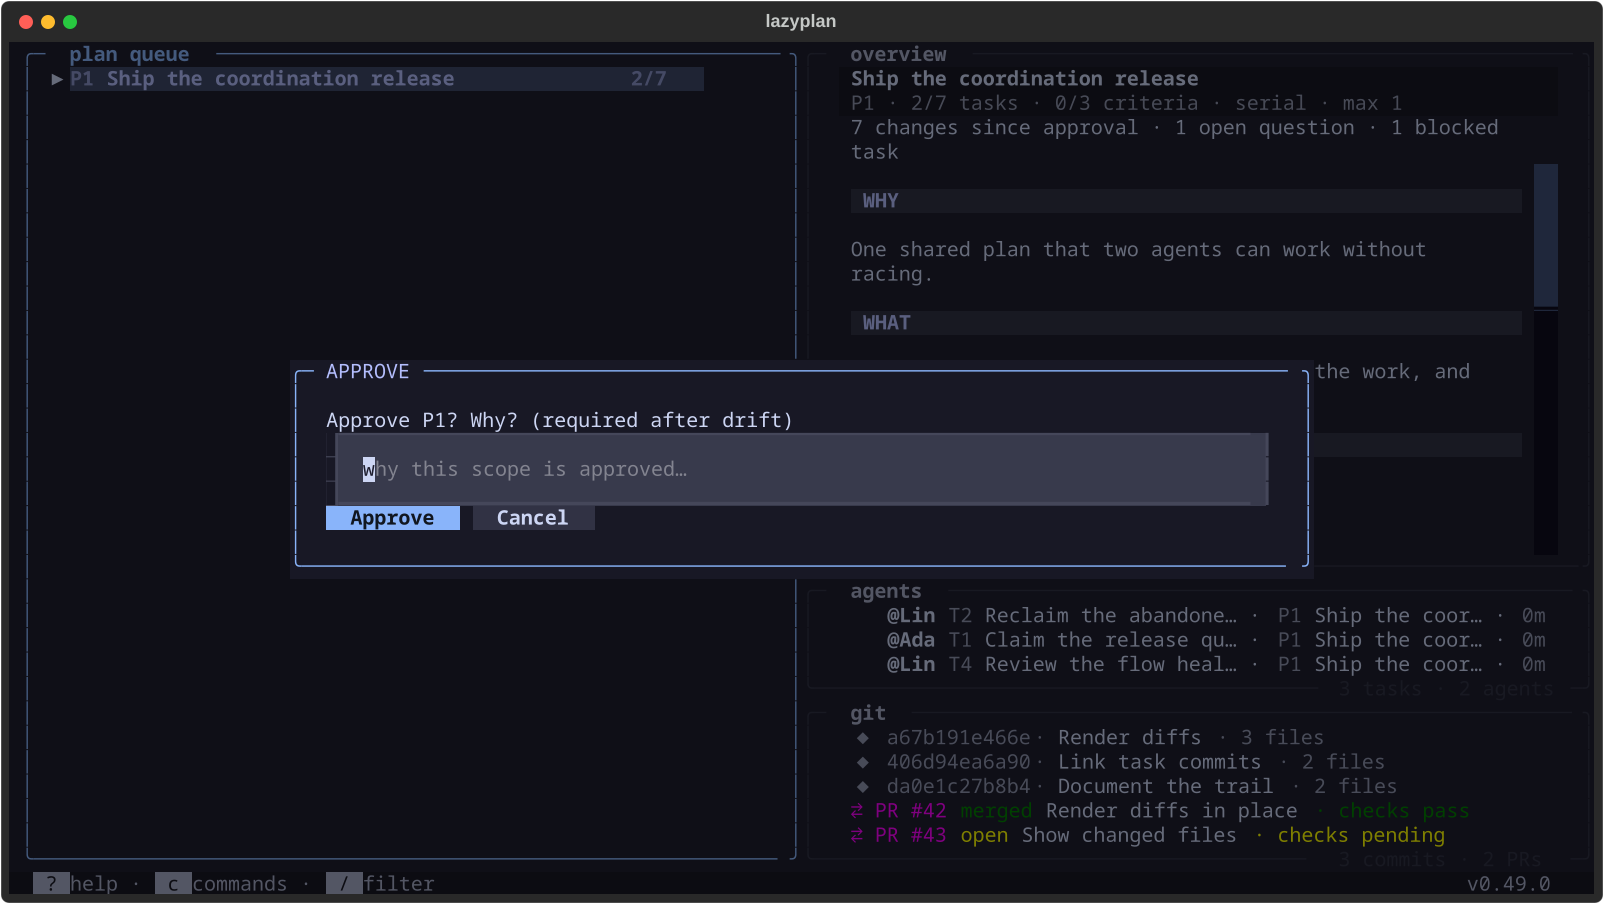 lazyplan
plan queue
▶ P1 Ship the coordination release 2/7
overview
Ship the coordination release
P1 · 2/7 tasks · 0/3 criteria · serial · max 1
7 changes since approval · 1 open question · 1 blocked
task
WHY
One shared plan that two agents can work without
racing.
WHAT
the work, and
APPROVE
Approve P1? Why? (required after drift)
why this scope is approved…
Approve Cancel
agents
@Lin T2 Reclaim the abandone… · P1 Ship the coor… · 0m
@Ada T1 Claim the release qu… · P1 Ship the coor… · 0m
@Lin T4 Review the flow heal… · P1 Ship the coor… · 0m
3 tasks · 2 agents
git
◆ a67b191e466e · Render diffs · 3 files
◆ 406d94ea6a90 · Link task commits · 2 files
◆ da0e1c27b8b4 · Document the trail · 2 files
⇄ PR #42 merged Render diffs in place · checks pass
⇄ PR #43 open Show changed files · checks pending
3 commits · 2 PRs
? help · c commands · / filter
v0.49.0